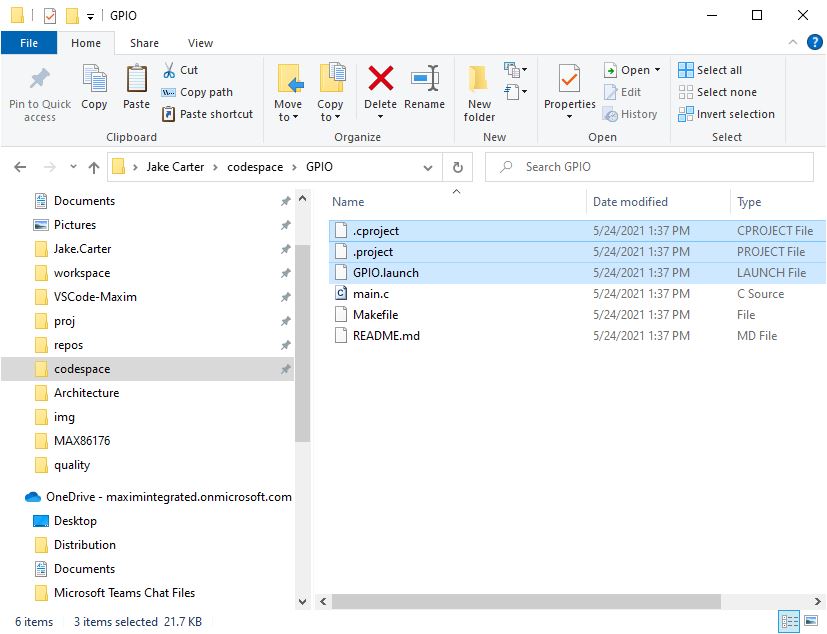 GPIO
File Home Share View
Pin to Quick access
Copy
Paste
Cut
Copy path
Paste shortcut
Clipboard
Move to
Copy to
Delete
Rename
Organize
New folder
New
Properties
Open
Edit
History
Open
Select all
Select none
Invert selection
Select
Jake Carter > codespace > GPIO
Search GPIO
Documents
Pictures
Jake.Carter
workspace
VSCode-Maxim
proj
repos
codespace
Architecture
img
MAX86176
quality
OneDrive - maximintegrated.onmicrosoft.com
Desktop
Distribution
Documents
Microsoft Teams Chat Files
Name Date modified Type
.cproject 5/24/2021 1:37 PM CPROJECT File
.project 5/24/2021 1:37 PM PROJECT File
GPIO.launch 5/24/2021 1:37 PM LAUNCH File
main.c 5/24/2021 1:37 PM C Source
Makefile 5/24/2021 1:37 PM File
README.md 5/24/2021 1:37 PM MD File
6 items 3 items selected 21.7 KB